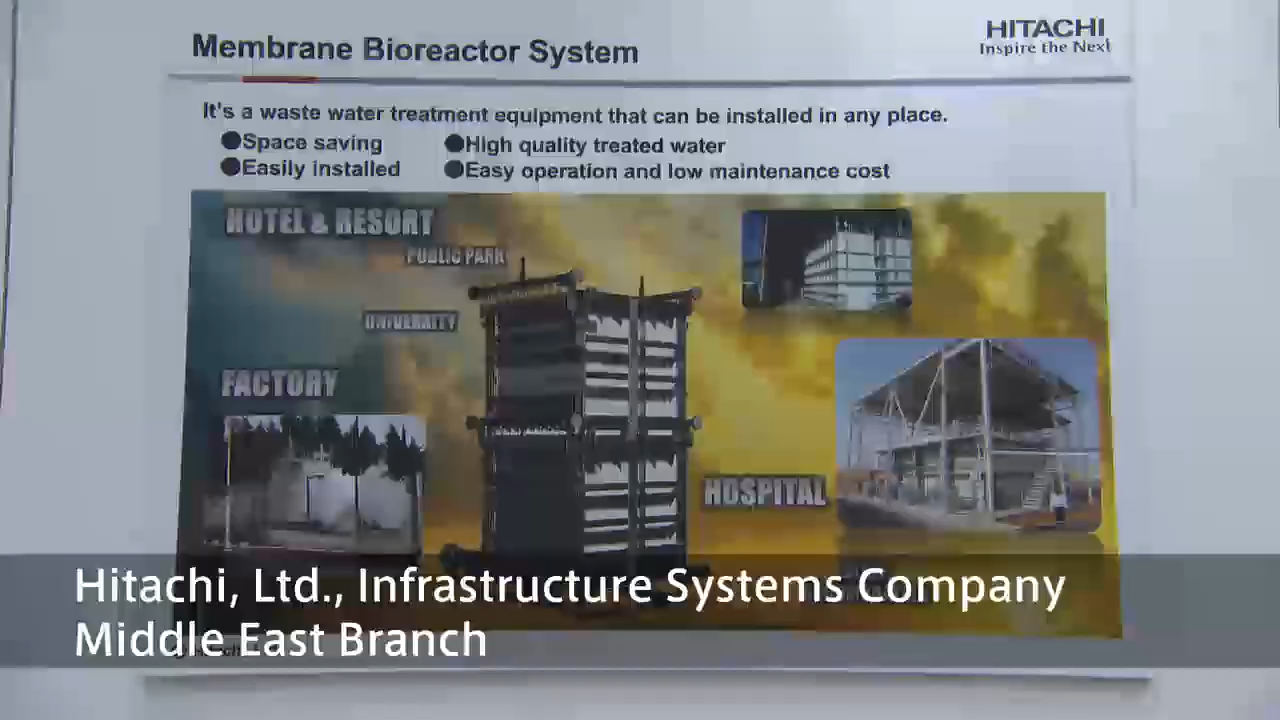 Membrane Bioreactor System
HITACHI
Inspire the Next
It's a waste water treatment equipment that can be installed in any place.
●Space saving
●High quality treated water
●Easily installed
●Easy operation and low maintenance cost
HOTEL & RESORT
PUBLIC PARK
UNIVERSITY
FACTORY
HOSPITAL
Hitachi, Ltd., Infrastructure Systems Company
Middle East Branch